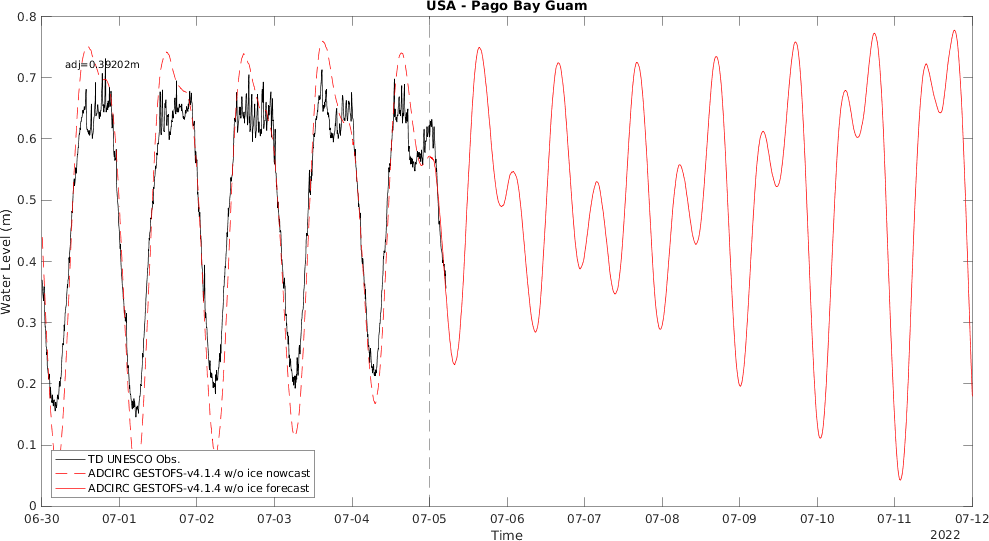 USA - Pago Bay Guam
adj=0.39202m
Water Level (m)
0.8
0.7
0.6
0.5
0.4
0.3
0.2
0.1
0
TD UNESCO Obs.
ADCIRC GESTOFS-v4.1.4 w/o ice nowcast
ADCIRC GESTOFS-v4.1.4 w/o ice forecast
06-30 07-01 07-02 07-03 07-04 07-05 07-06 07-07 07-08 07-09 07-10 07-11 07-12
Time
2022